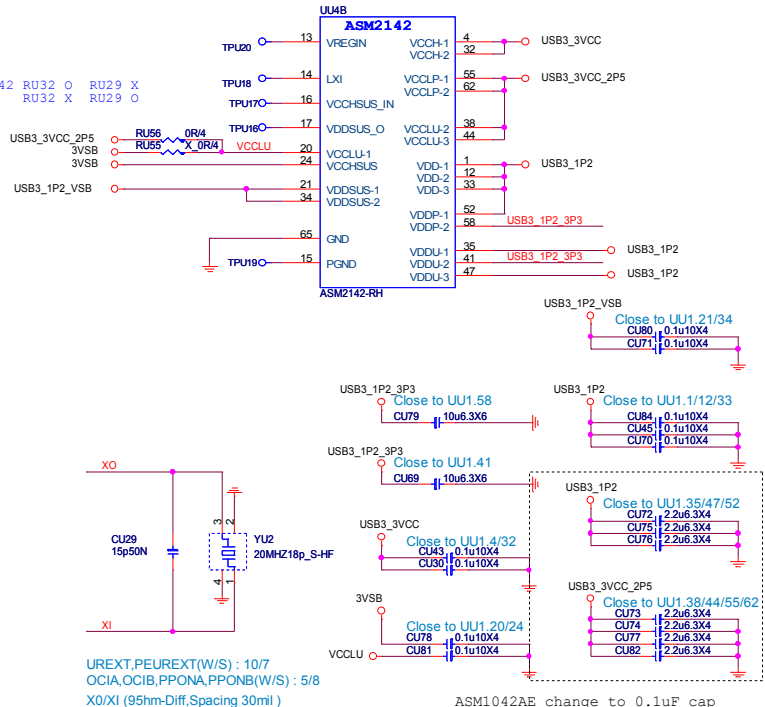 UU4B
ASM2142
TPU20 13 VREGIN VCCH-1 4 USB3_3VCC
VCCH-2 32
TPU18 14 LXI VCCLP-1 55 USB3_3VCC_2P5
VCCLP-2 62
42 RU32 O RU29 X
RU32 X RU29 O
TPU17 16 VCCHSUS_IN
TPU16 17 VDDSUS_O VCCLU-2 38
VCCLU-3 44
USB3_3VCC_2P5 RU56 0R/4
3VSB RU55 X_0R/4 VCCLU 20 VCCLU-1
3VSB 24 VCCHSUS
VDD-1 1 USB3_1P2
VDD-2 12
VDD-3 33
USB3_1P2_VSB 21 VDDSUS-1
34 VDDSUS-2
VDDP-1 52
VDDP-2 58 USB3_1P2_3P3
65 GND
VDDU-1 35 USB3_1P2
VDDU-2 41 USB3_1P2_3P3
VDDU-3 47 USB3_1P2
TPU19 15 PGND
ASM2142-RH
USB3_1P2_VSB
Close to UU1.21/34
CU80 0.1u10X4
CU71 0.1u10X4
USB3_1P2_3P3
Close to UU1.58
CU79 10u6.3X6
USB3_1P2
Close to UU1.1/12/33
CU84 0.1u10X4
CU45 0.1u10X4
CU70 0.1u10X4
USB3_1P2_3P3
Close to UU1.41
CU69 10u6.3X6
USB3_1P2
Close to UU1.35/47/52
CU72 2.2u6.3X4
CU75 2.2u6.3X4
CU76 2.2u6.3X4
USB3_3VCC
Close to UU1.4/32
CU43 0.1u10X4
CU30 0.1u10X4
USB3_3VCC_2P5
Close to UU1.38/44/55/62
CU73 2.2u6.3X4
CU74 2.2u6.3X4
CU77 2.2u6.3X4
CU82 2.2u6.3X4
3VSB
Close to UU1.20/24
CU78 0.1u10X4
VCCLU CU81 0.1u10X4
ASM1042AE change to 0.1uF cap
XO
CU29
15p50N
3 2
4 1
YU2
20MHZ18p_S-HF
XI
UREXT,PEUREXT(W/S) : 10/7
OCIA,OCIB,PPONA,PPONB(W/S) : 5/8
X0/XI (95hm-Diff,Spacing 30mil )